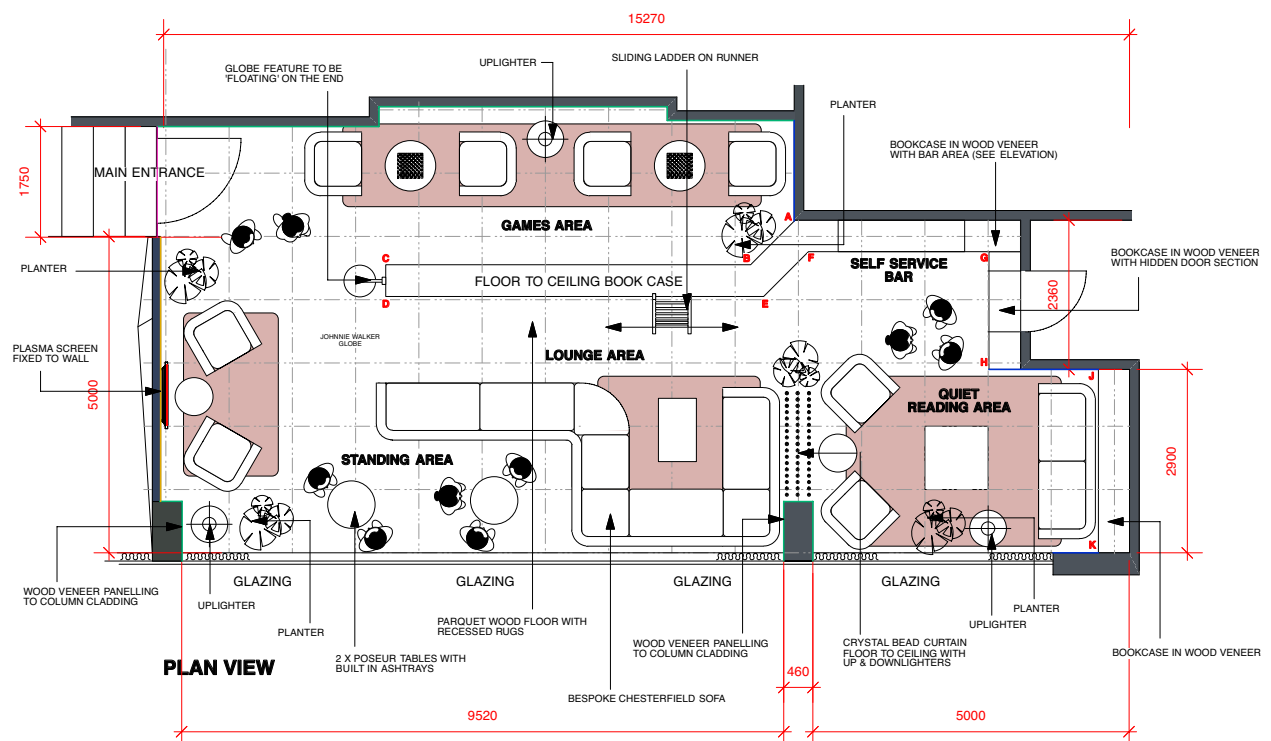 15270
GLOBE FEATURE TO BE
'FLOATING' ON THE END
UPLIGHTER
SLIDING LADDER ON RUNNER
PLANTER
BOOKCASE IN WOOD VENEER
WITH BAR AREA (SEE ELEVATION)
1750
MAIN ENTRANCE
GAMES AREA
A
B
C
FLOOR TO CEILING BOOK CASE
D
E
F
SELF SERVICE
BAR
G
BOOKCASE IN WOOD VENEER
WITH HIDDEN DOOR SECTION
2360
PLANTER
JOHNNIE WALKER
GLOBE
LOUNGE AREA
H
J
PLASMA SCREEN
FIXED TO WALL
5000
QUIET
READING AREA
STANDING AREA
2900
K
GLAZING
GLAZING
GLAZING
GLAZING
WOOD VENEER PANELLING
TO COLUMN CLADDING
UPLIGHTER
PLANTER
PARQUET WOOD FLOOR WITH
RECESSED RUGS
2 X POSEUR TABLES WITH
BUILT IN ASHTRAYS
WOOD VENEER PANELLING
TO COLUMN CLADDING
CRYSTAL BEAD CURTAIN
FLOOR TO CEILING WITH
UP & DOWNLIGHTERS
PLANTER
UPLIGHTER
BOOKCASE IN WOOD VENEER
PLAN VIEW
460
BESPOKE CHESTERFIELD SOFA
9520
5000